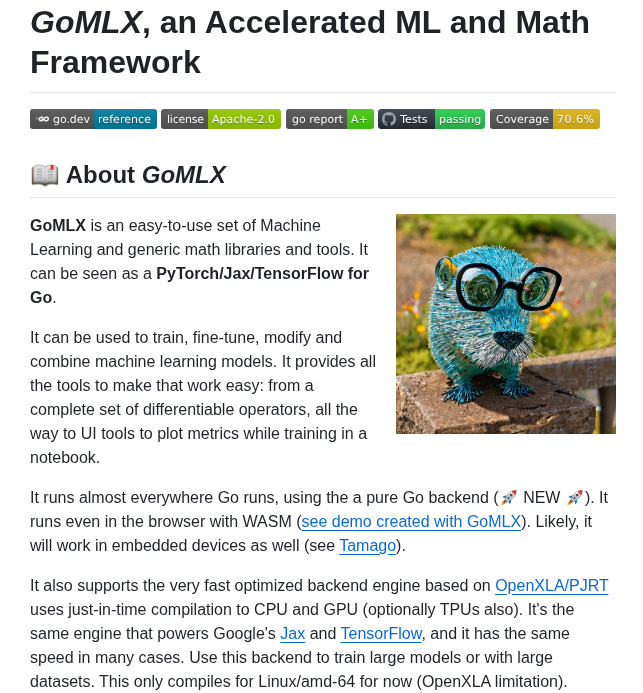 GoMLX, an Accelerated ML and Math
Framework
go.dev reference license Apache-2.0 go report A+ Tests passing Coverage 70.6%
📖 About GoMLX
GoMLX is an easy-to-use set of Machine
Learning and generic math libraries and tools. It
can be seen as a PyTorch/Jax/TensorFlow for
Go.
It can be used to train, fine-tune, modify and
combine machine learning models. It provides all
the tools to make that work easy: from a
complete set of differentiable operators, all the
way to UI tools to plot metrics while training in a
notebook.
It runs almost everywhere Go runs, using the a pure Go backend (🚀 NEW 🚀). It
runs even in the browser with WASM (see demo created with GoMLX). Likely, it
will work in embedded devices as well (see Tamago).
It also supports the very fast optimized backend engine based on OpenXLA/PJRT
uses just-in-time compilation to CPU and GPU (optionally TPUs also). It's the
same engine that powers Google's Jax and TensorFlow, and it has the same
speed in many cases. Use this backend to train large models or with large
datasets. This only compiles for Linux/amd-64 for now (OpenXLA limitation).